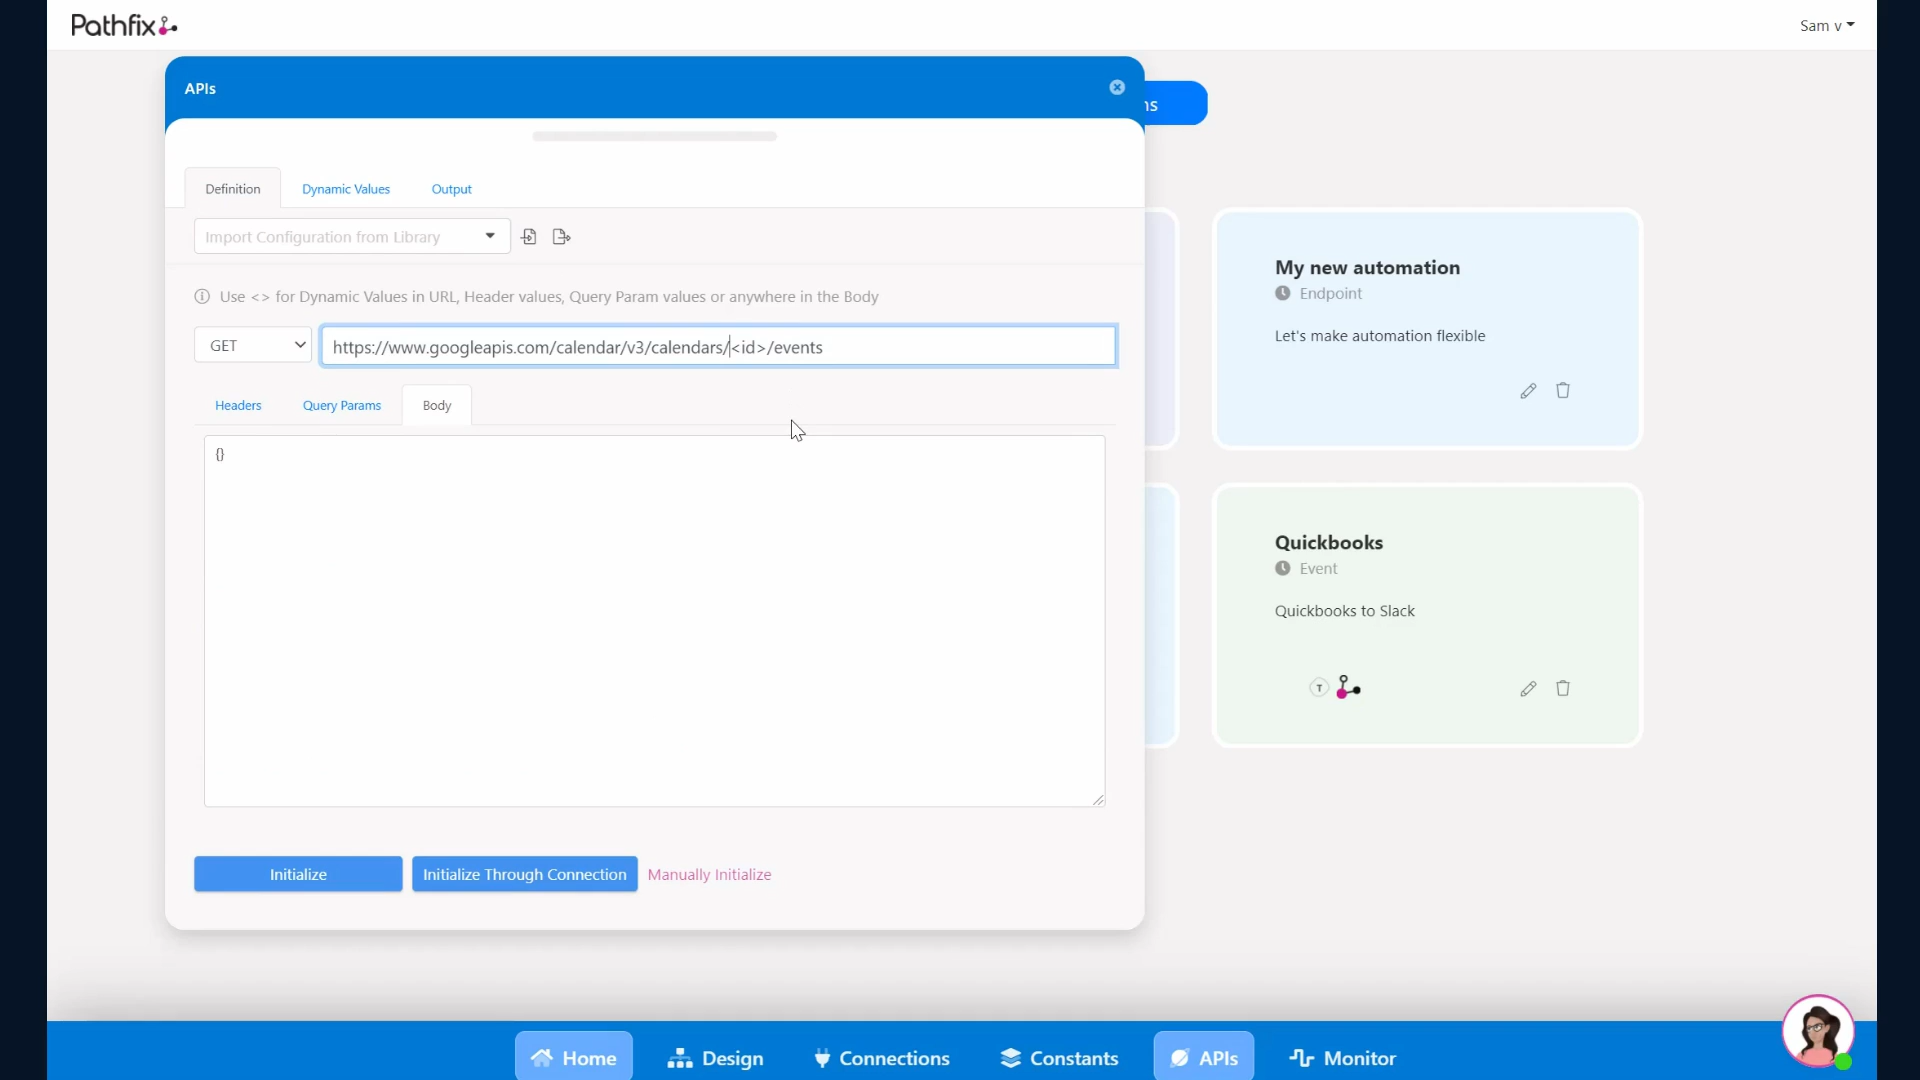 Pathfix
Sam v
APIs
ns
Definition
Dynamic Values
Output
Import Configuration from Library
Use <> for Dynamic Values in URL, Header values, Query Param values or anywhere in the Body
GET
https://www.googleapis.com/calendar/v3/calendars/<id>/events
Headers
Query Params
Body
{}
Initialize
Initialize Through Connection
Manually Initialize
My new automation
Endpoint
Let's make automation flexible
Quickbooks
Event
Quickbooks to Slack
T
Home
Design
Connections
Constants
APIs
Monitor